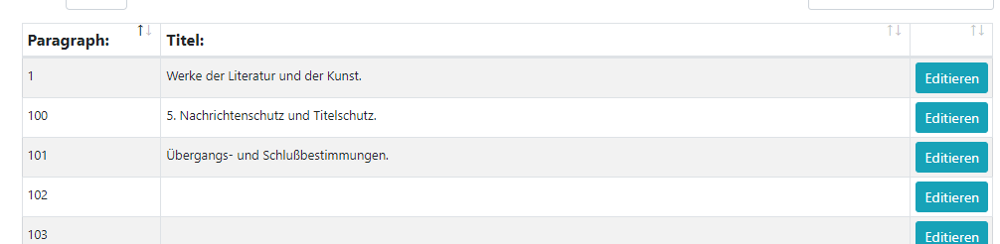 Paragraph: Titel:
1 Werke der Literatur und der Kunst. Editieren
100 5. Nachrichtenschutz und Titelschutz. Editieren
101 Übergangs- und Schlußbestimmungen. Editieren
102 Editieren
103 Editieren